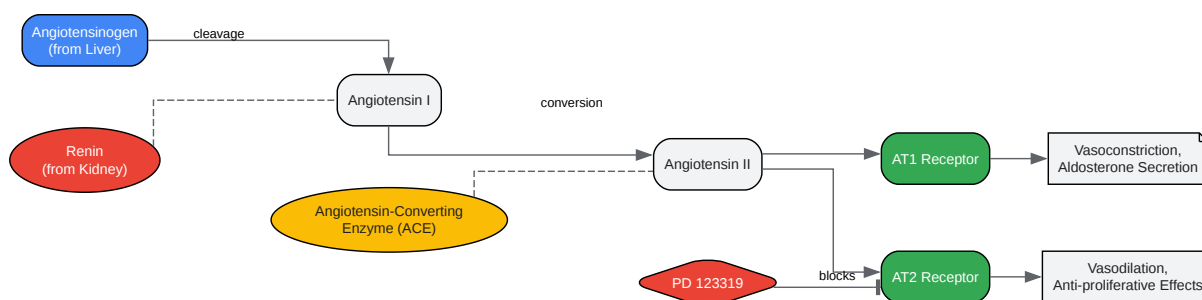 Angiotensinogen
(from Liver)
cleavage
Angiotensin I
conversion
Renin
(from Kidney)
Angiotensin II
AT1 Receptor
Vasoconstriction,
Aldosterone Secretion
Angiotensin-Converting
Enzyme (ACE)
PD 123319
blocks
AT2 Receptor
Vasodilation,
Anti-proliferative Effects